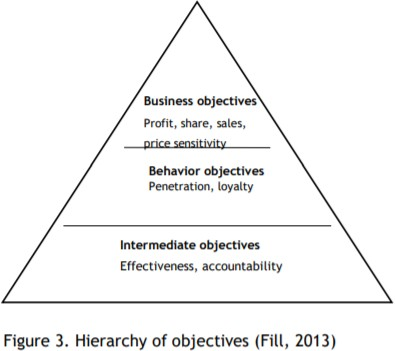 Business objectives
Profit, share, sales,
price sensitivity
Behavior objectives
Penetration, loyalty
Intermediate objectives
Effectiveness, accountability
Figure 3. Hierarchy of objectives (Fill, 2013)